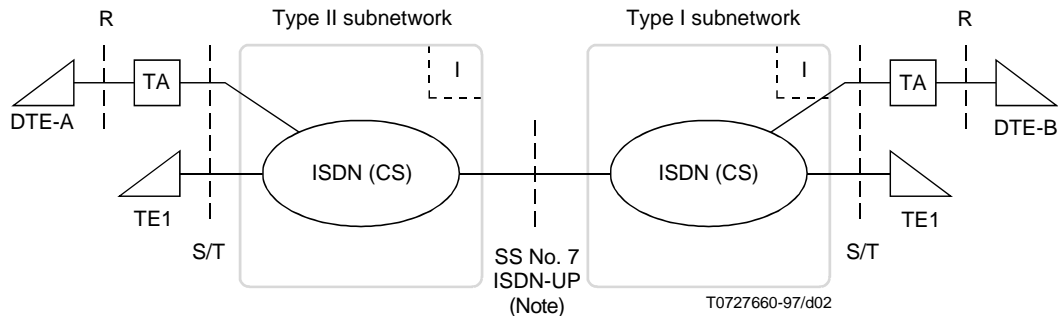 R
Type II subnetwork
Type I subnetwork
R
I
I
TA
TA
DTE-A
DTE-B
ISDN (CS)
ISDN (CS)
TE1
TE1
S/T
S/T
SS No. 7
ISDN-UP
(Note)
T0727660-97/d02